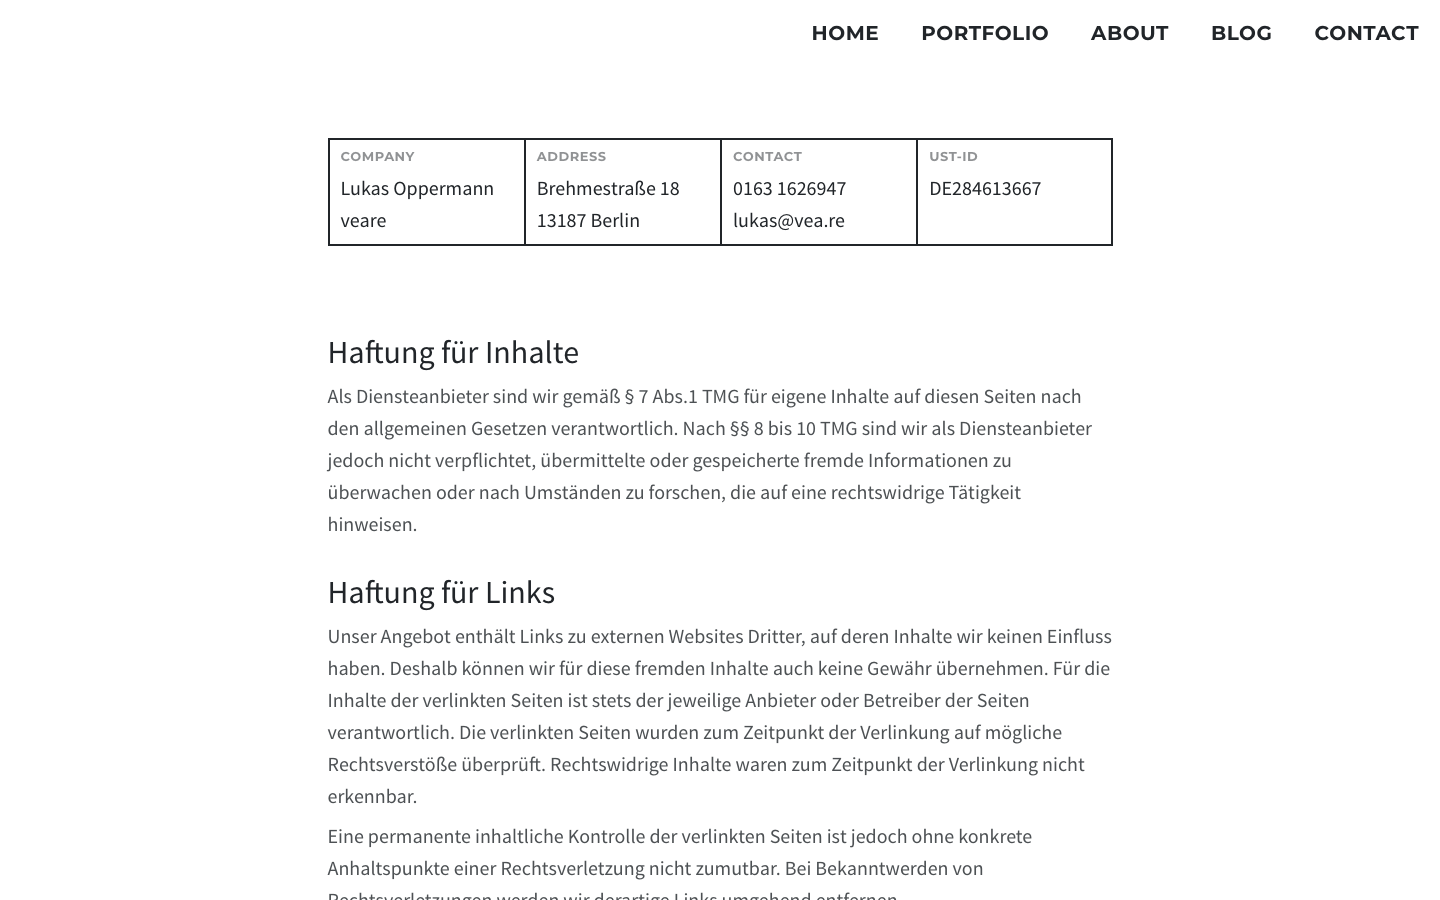 HOME PORTFOLIO ABOUT BLOG CONTACT
COMPANY
Lukas Oppermann
veare
ADDRESS
Brehmestraße 18
13187 Berlin
CONTACT
0163 1626947
lukas@vea.re
UST-ID
DE284613667
Haftung für Inhalte
Als Diensteanbieter sind wir gemäß § 7 Abs.1 TMG für eigene Inhalte auf diesen Seiten nach
den allgemeinen Gesetzen verantwortlich. Nach §§ 8 bis 10 TMG sind wir als Diensteanbieter
jedoch nicht verpflichtet, übermittelte oder gespeicherte fremde Informationen zu
überwachen oder nach Umständen zu forschen, die auf eine rechtswidrige Tätigkeit
hinweisen.
Haftung für Links
Unser Angebot enthält Links zu externen Websites Dritter, auf deren Inhalte wir keinen Einfluss
haben. Deshalb können wir für diese fremden Inhalte auch keine Gewähr übernehmen. Für die
Inhalte der verlinkten Seiten ist stets der jeweilige Anbieter oder Betreiber der Seiten
verantwortlich. Die verlinkten Seiten wurden zum Zeitpunkt der Verlinkung auf mögliche
Rechtsverstöße überprüft. Rechtswidrige Inhalte waren zum Zeitpunkt der Verlinkung nicht
erkennbar.
Eine permanente inhaltliche Kontrolle der verlinkten Seiten ist jedoch ohne konkrete
Anhaltspunkte einer Rechtsverletzung nicht zumutbar. Bei Bekanntwerden von
Rechtsverletzungen werden wir derartige Links umgehend entfernen.